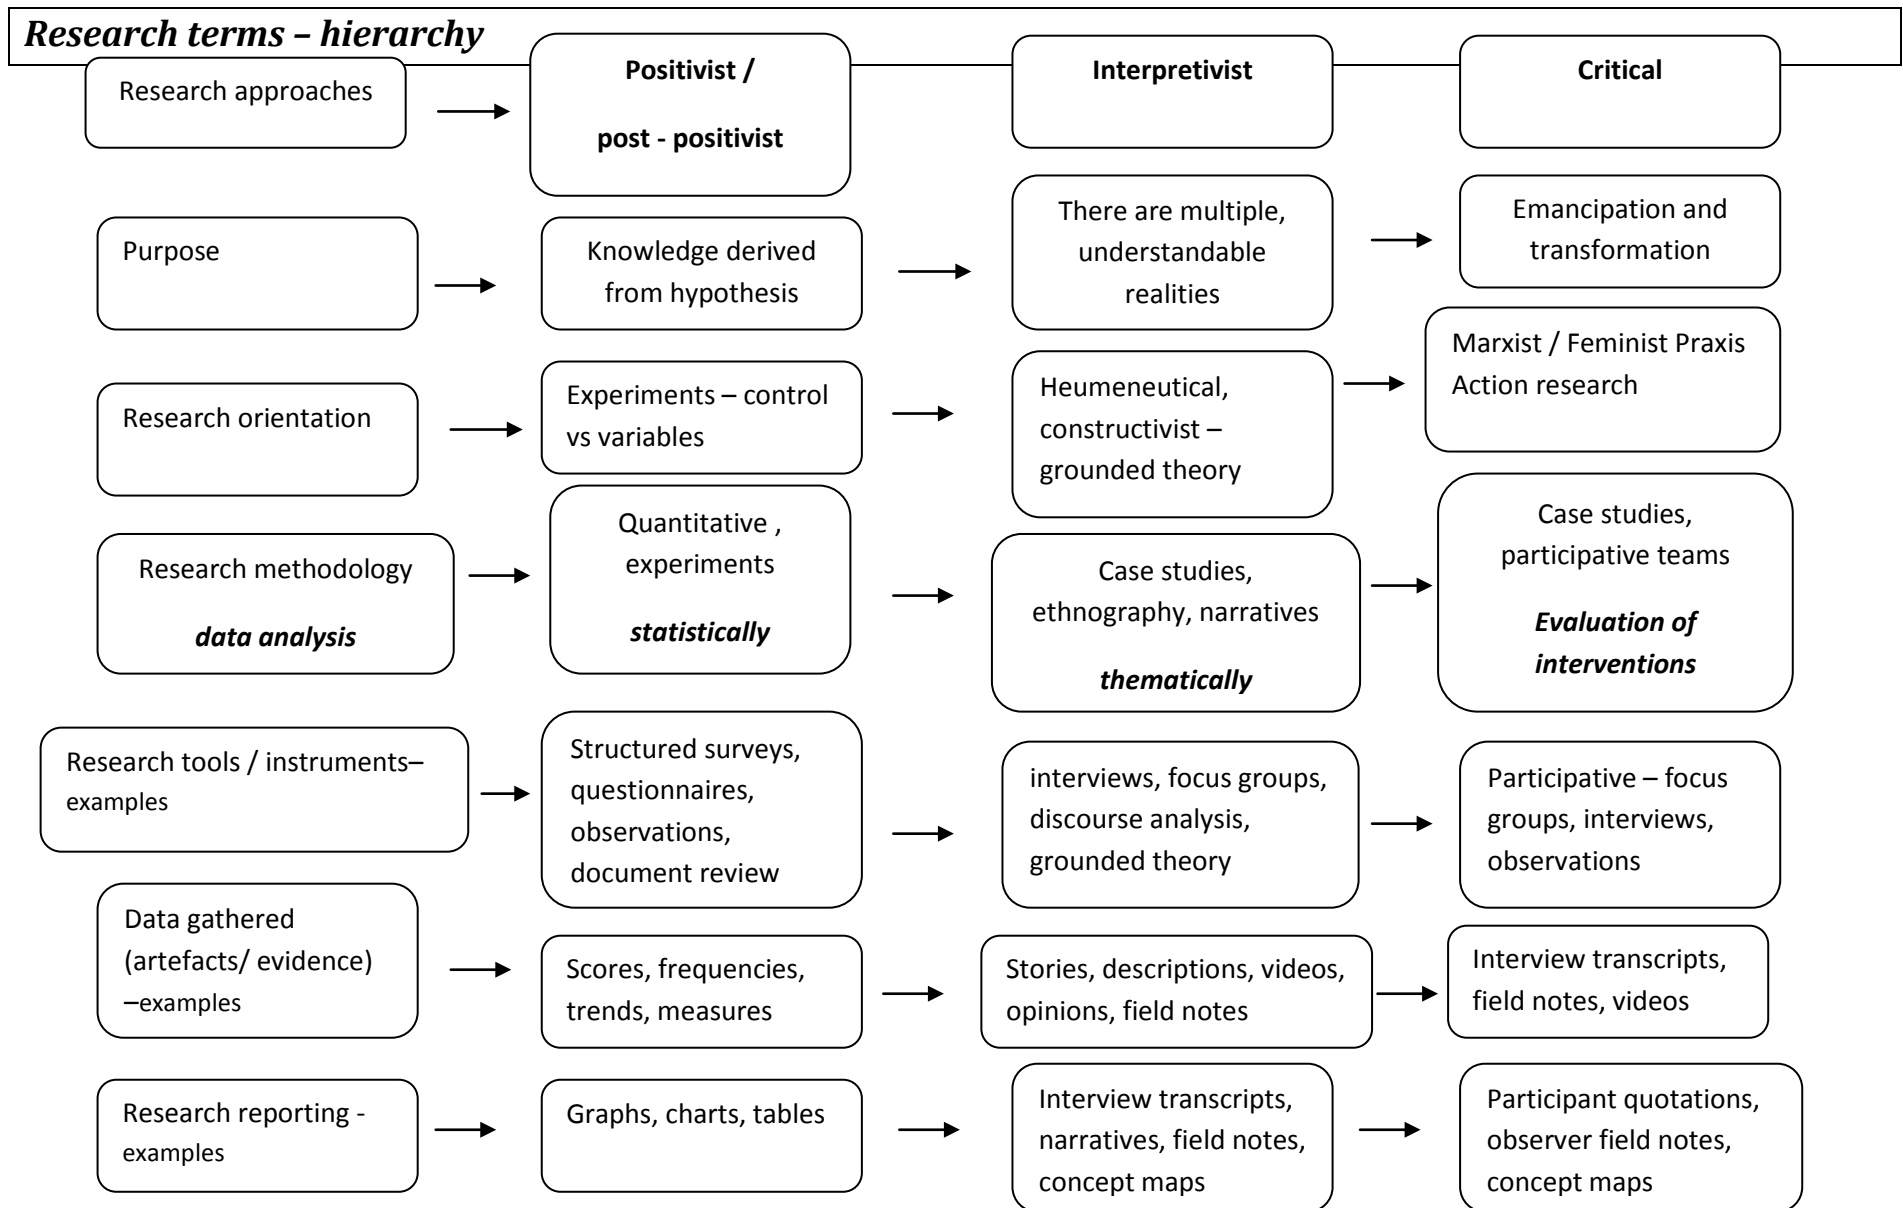 Research terms – hierarchy
Research approaches
Positivist /
post - positivist
Interpretivist
Critical
Purpose
Knowledge derived
from hypothesis
There are multiple,
understandable
realities
Emancipation and
transformation
Research orientation
Experiments – control
vs variables
Heumeneutical,
constructivist –
grounded theory
Marxist / Feminist Praxis
Action research
Research methodology
data analysis
Quantitative ,
experiments
statistically
Case studies,
ethnography, narratives
thematically
Case studies,
participative teams
Evaluation of
interventions
Research tools / instruments–
examples
Structured surveys,
questionnaires,
observations,
document review
interviews, focus groups,
discourse analysis,
grounded theory
Participative – focus
groups, interviews,
observations
Data gathered
(artefacts/ evidence)
–examples
Scores, frequencies,
trends, measures
Stories, descriptions, videos,
opinions, field notes
Interview transcripts,
field notes, videos
Research reporting -
examples
Graphs, charts, tables
Interview transcripts,
narratives, field notes,
concept maps
Participant quotations,
observer field notes,
concept maps